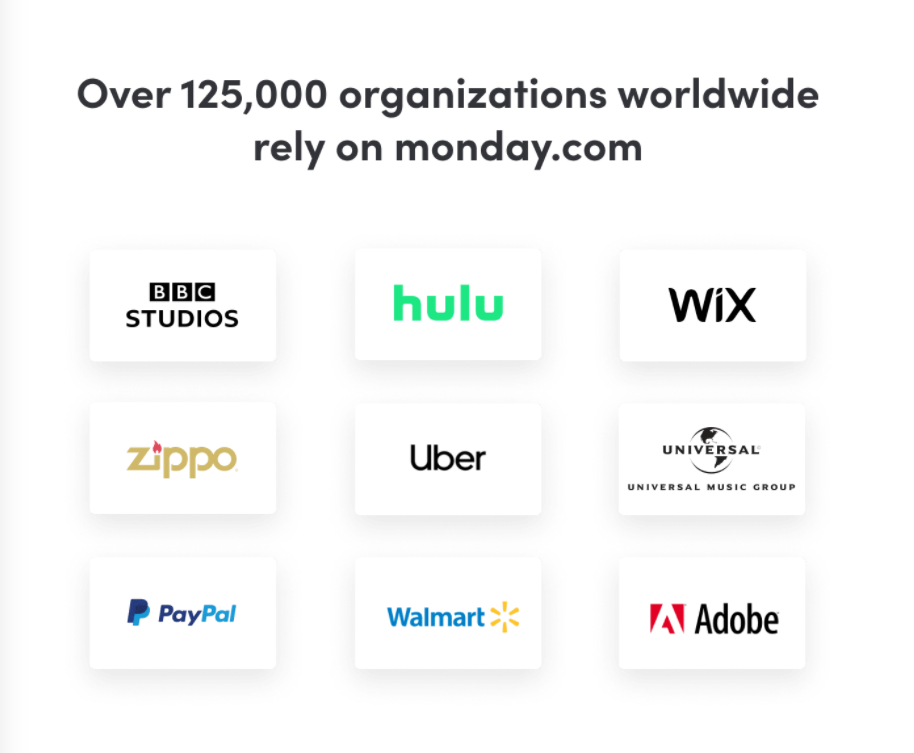 Over 125,000 organizations worldwide
rely on monday.com
BBC
STUDIOS
hulu
WiX
zippo
Uber
UNIVERSAL
UNIVERSAL MUSIC GROUP
PayPal
Walmart
Adobe